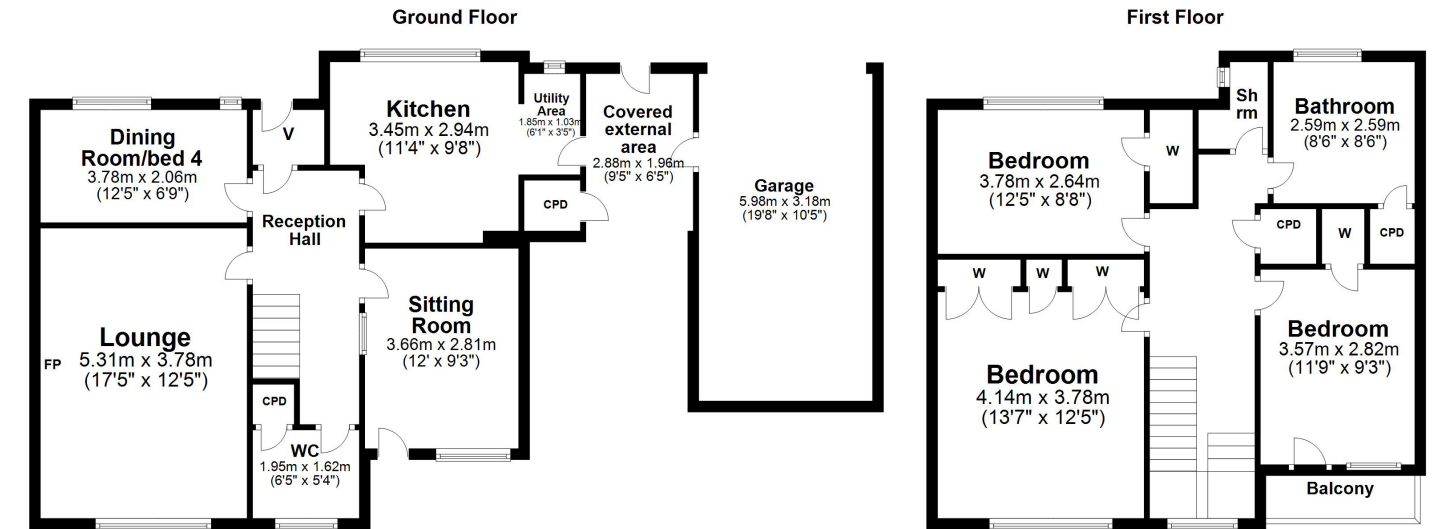 Ground Floor
First Floor
Dining
Room/bed 4
3.78m x 2.06m
(12'5" x 6'9")
V
Kitchen
3.45m x 2.94m
(11'4" x 9'8")
Utility
Area
1.85m x 1.03m
(6'1" x 3'5")
Covered
external
area
2.88m x 1.96m
(9'5" x 6'5")
CPD
Garage
5.98m x 3.18m
(19'8" x 10'5")
Reception
Hall
FP
Lounge
5.31m x 3.78m
(17'5" x 12'5")
Sitting
Room
3.66m x 2.81m
(12' x 9'3")
CPD
WC
1.95m x 1.62m
(6'5" x 5'4")
Bedroom
3.78m x 2.64m
(12'5" x 8'8")
W
Sh
rm
Bathroom
2.59m x 2.59m
(8'6" x 8'6")
CPD
W
CPD
W
W
W
Bedroom
4.14m x 3.78m
(13'7" x 12'5")
Bedroom
3.57m x 2.82m
(11'9" x 9'3")
Balcony